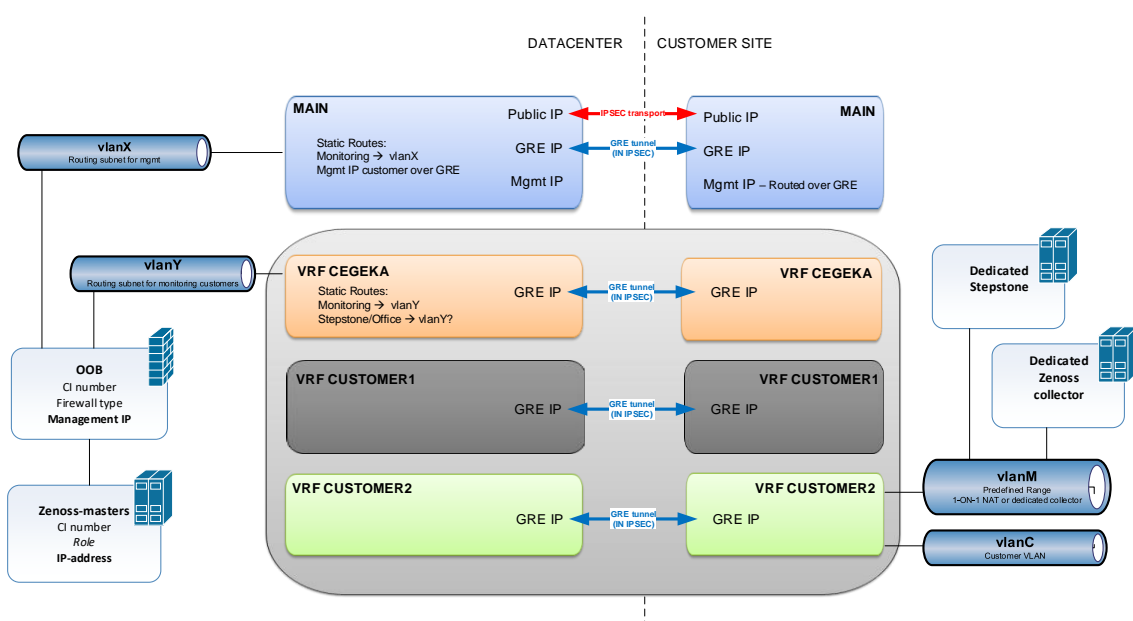 DATACENTER
CUSTOMER SITE
MAIN
Public IP
Static Routes:
Monitoring → vlanX
Mgmt IP customer over GRE
GRE IP
Mgmt IP
IPSEC transport
GRE tunnel
(IN IPSEC)
MAIN
Public IP
GRE IP
Mgmt IP – Routed over GRE
vlanX
Routing subnet for mgmt
vlanY
Routing subnet for monitoring customers
VRF CEGEKA
Static Routes:
Monitoring → vlanY
Stepstone/Office → vlanY?
GRE IP
GRE tunnel
(IN IPSEC)
VRF CEGEKA
GRE IP
Dedicated
Stepstone
Dedicated
Zenoss
collector
OOB
CI number
Firewall type
Management IP
VRF CUSTOMER1
GRE IP
GRE tunnel
(IN IPSEC)
VRF CUSTOMER1
GRE IP
Zenoss-masters
CI number
Role
IP-address
VRF CUSTOMER2
GRE IP
GRE tunnel
(IN IPSEC)
VRF CUSTOMER2
GRE IP
vlanM
Predefined Range
1-ON-1 NAT or dedicated collector
vlanC
Customer VLAN